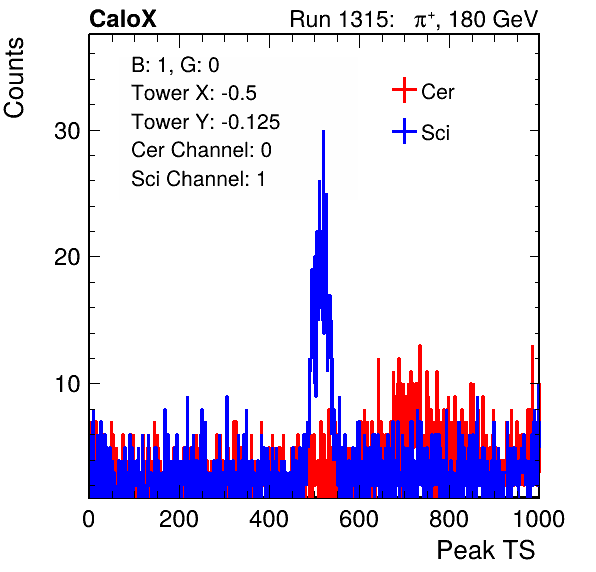 CaloX Run 1315: π⁺, 180 GeV
Counts
B: 1, G: 0
Tower X: -0.5
Tower Y: -0.125
Cer Channel: 0
Sci Channel: 1
Cer
Sci
30
20
10
0 200 400 600 800 1000
Peak TS